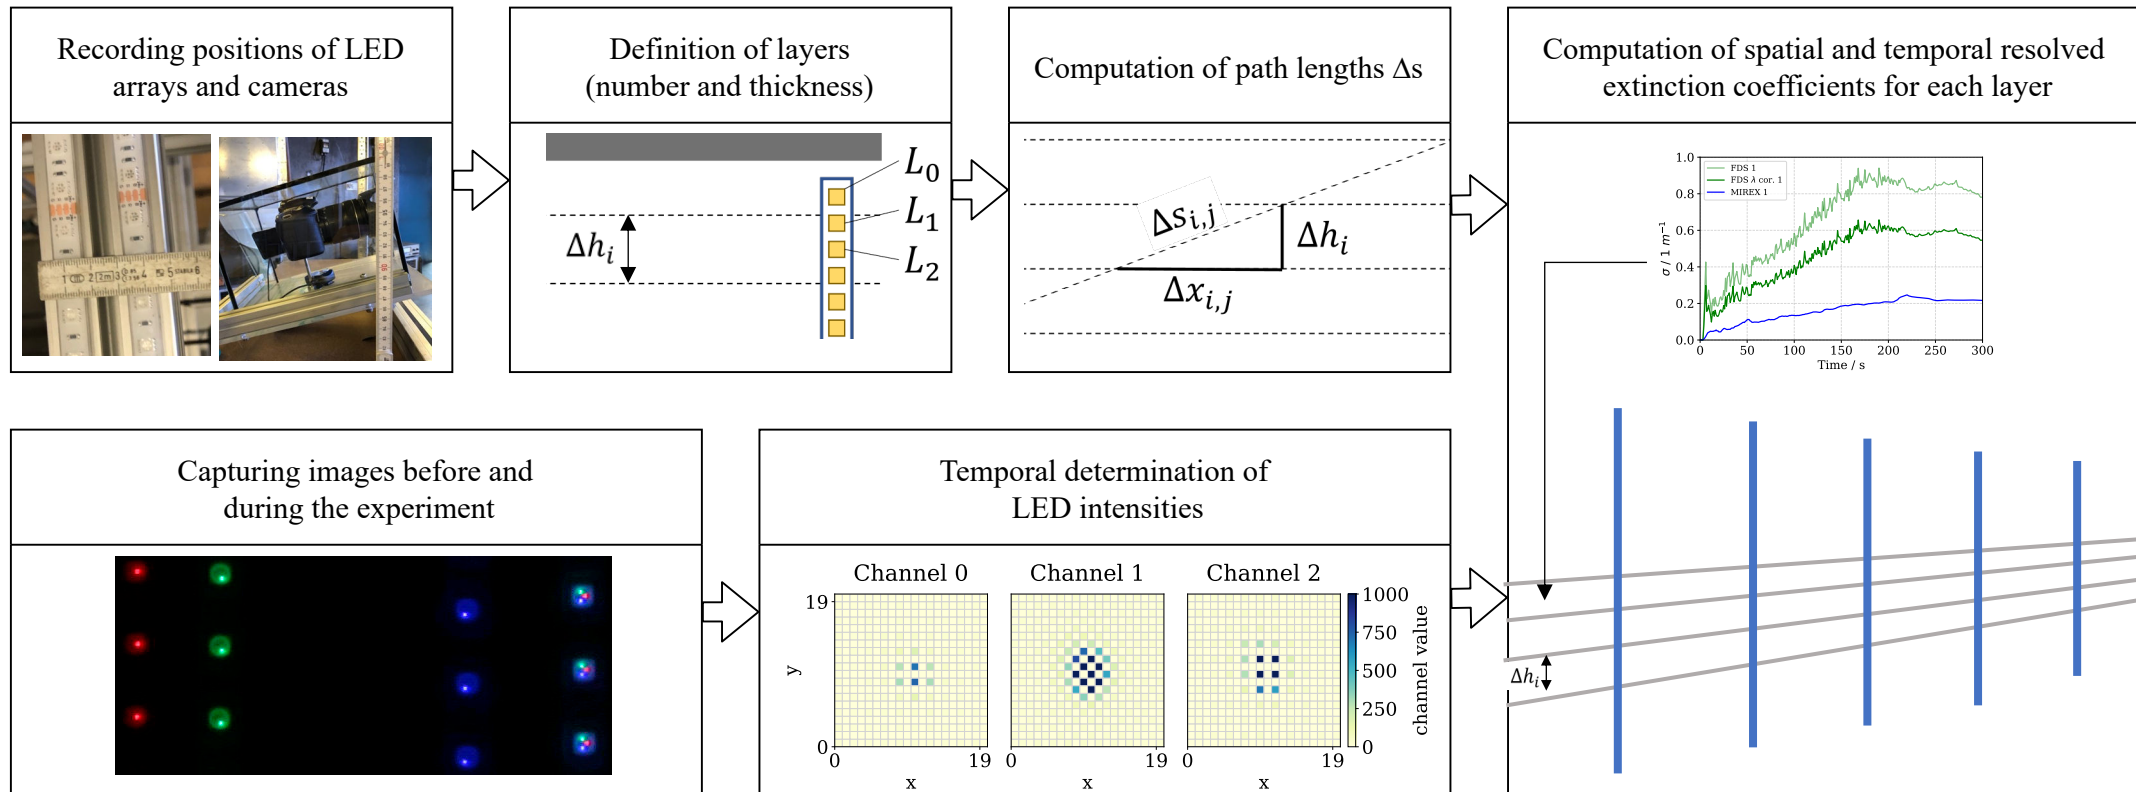 Recording positions of LED
arrays and cameras
Definition of layers
(number and thickness)
L₀
L₁
L₂
Δhᵢ
Computation of path lengths Δs
Δsᵢ,ⱼ
Δhᵢ
Δxᵢ,ⱼ
Computation of spatial and temporal resolved
extinction coefficients for each layer
1.0
0.8
0.6
0.4
0.2
0.0
σ / 1 m⁻¹
FDS 1
FDS λ cor. 1
MIREX 1
0 50 100 150 200 250 300
Time / s
Δhᵢ
Capturing images before and
during the experiment
Temporal determination of
LED intensities
Channel 0 Channel 1 Channel 2
19
y
0
0 19 0 19 0 19
x x x
1000
750
500
250
0
channel value